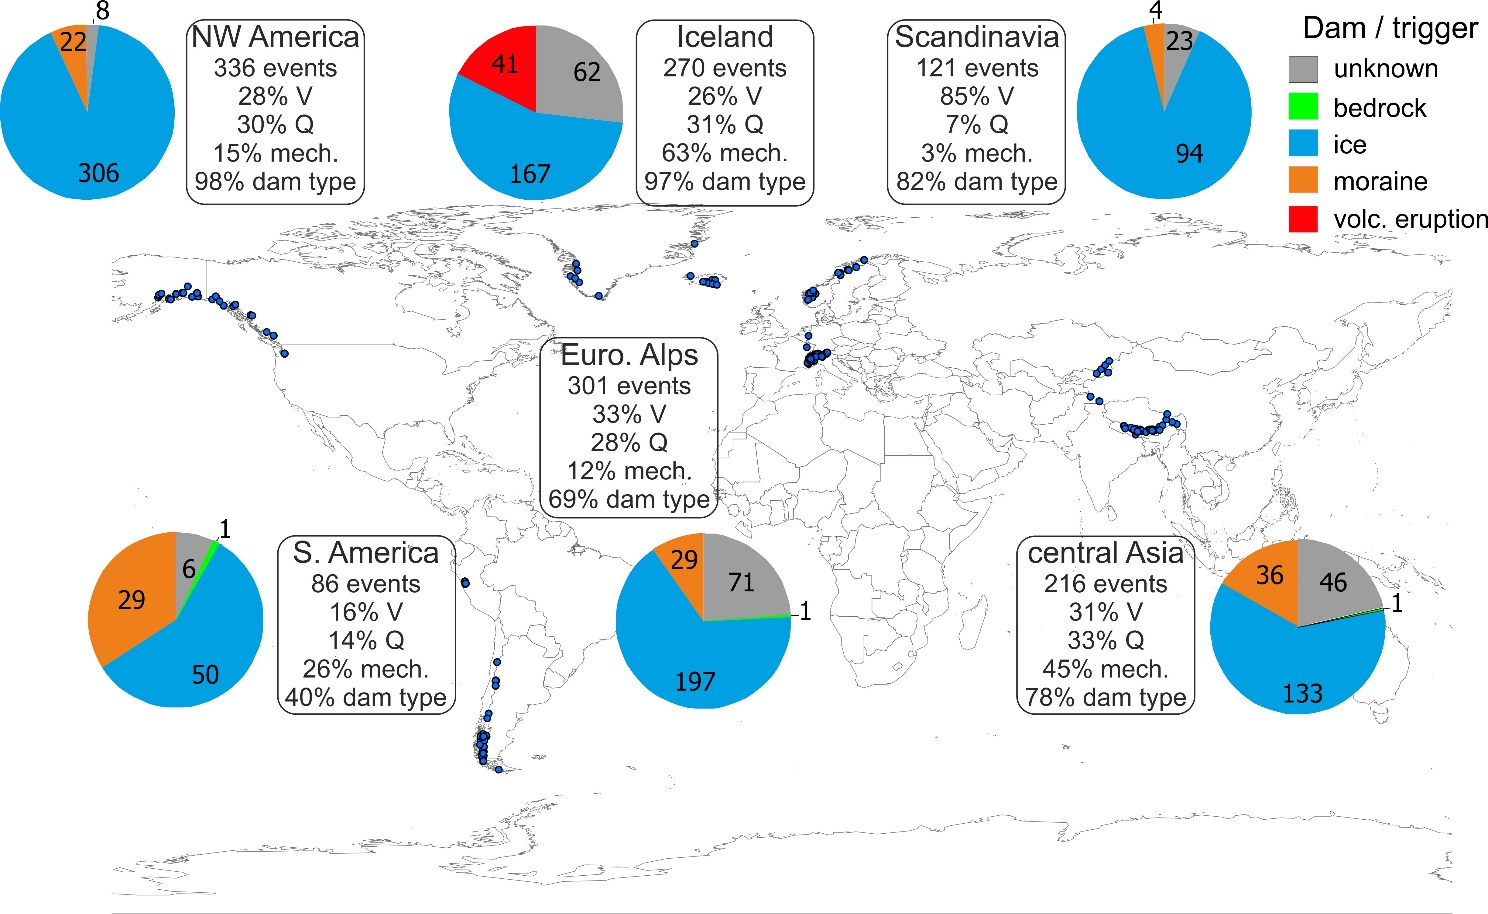 8
22
306
NW America
336 events
28% V
30% Q
15% mech.
98% dam type
41
62
167
Iceland
270 events
26% V
31% Q
63% mech.
97% dam type
Scandinavia
121 events
85% V
7% Q
3% mech.
82% dam type
4
23
94
Dam / trigger
unknown
bedrock
ice
moraine
volc. eruption
Euro. Alps
301 events
33% V
28% Q
12% mech.
69% dam type
1
6
29
50
S. America
86 events
16% V
14% Q
26% mech.
40% dam type
29
71
1
197
central Asia
216 events
31% V
33% Q
45% mech.
78% dam type
36
46
1
133